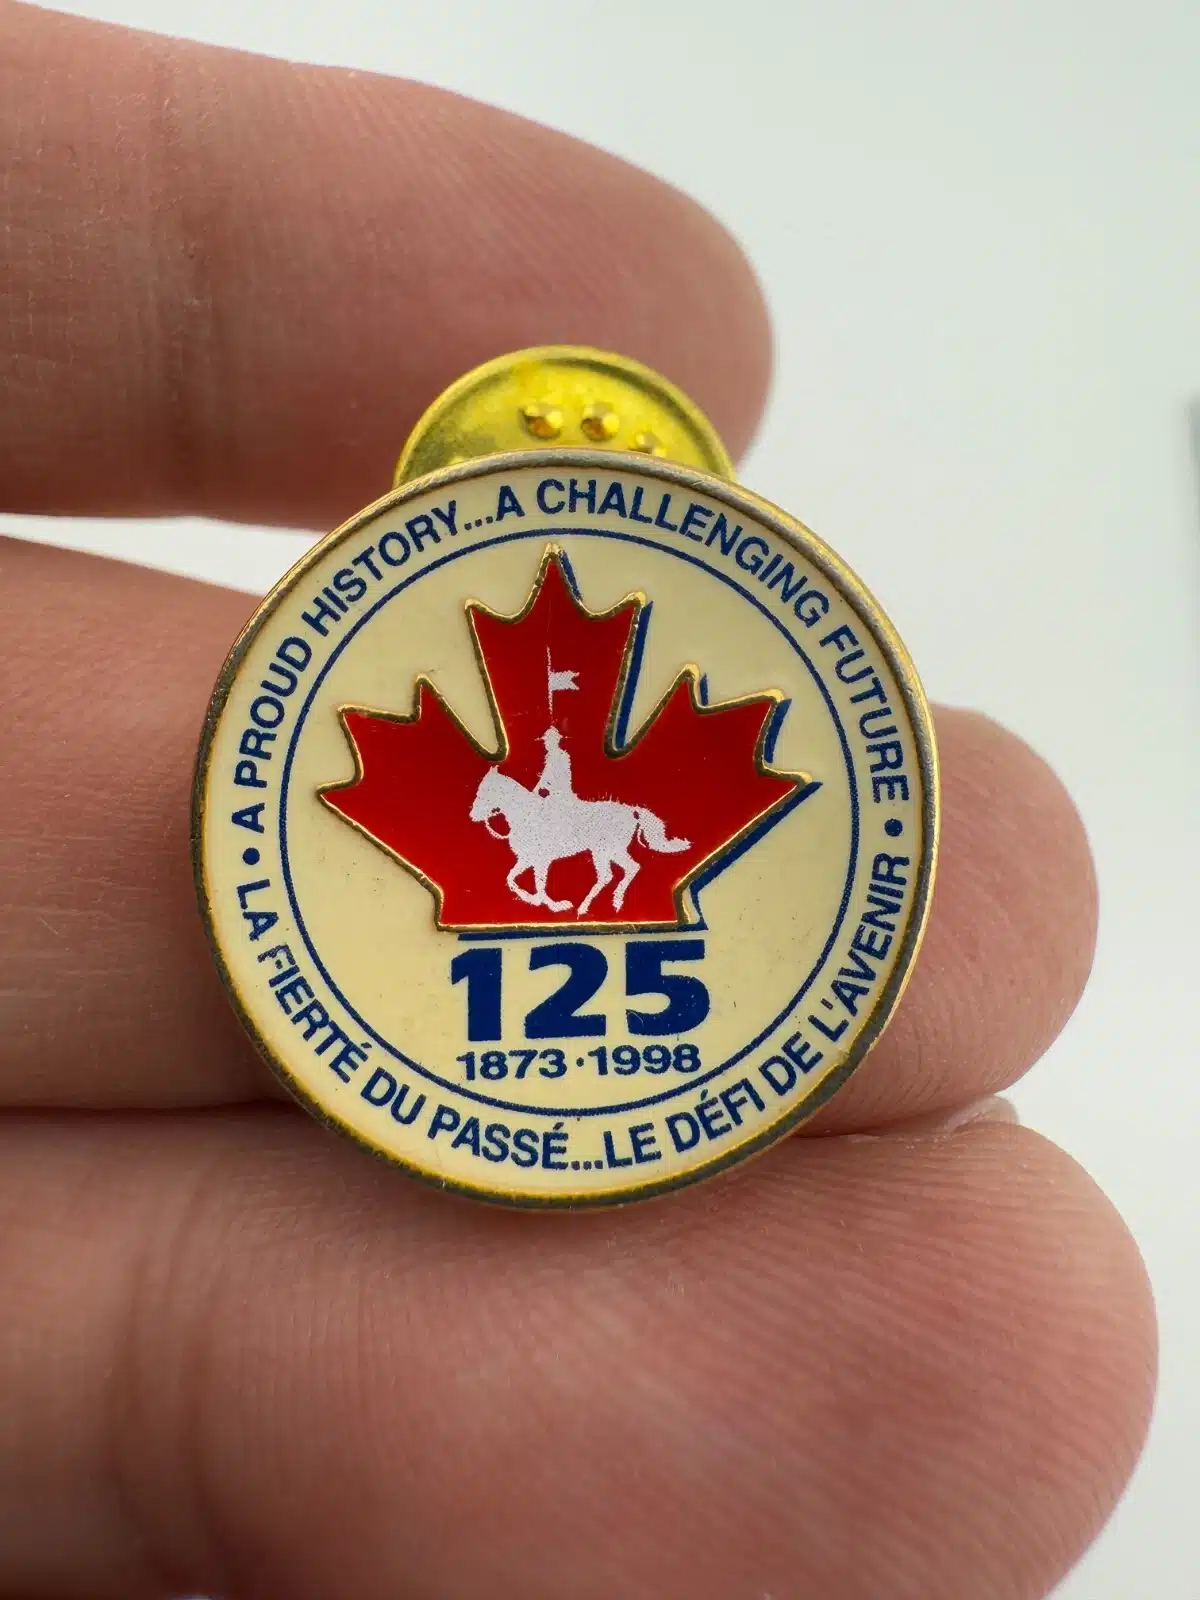 A PROUD HISTORY...A CHALLENGING FUTURE
125
1873·1998
LA FIERTÉ DU PASSÉ...LE DÉFI DE L'AVENIR